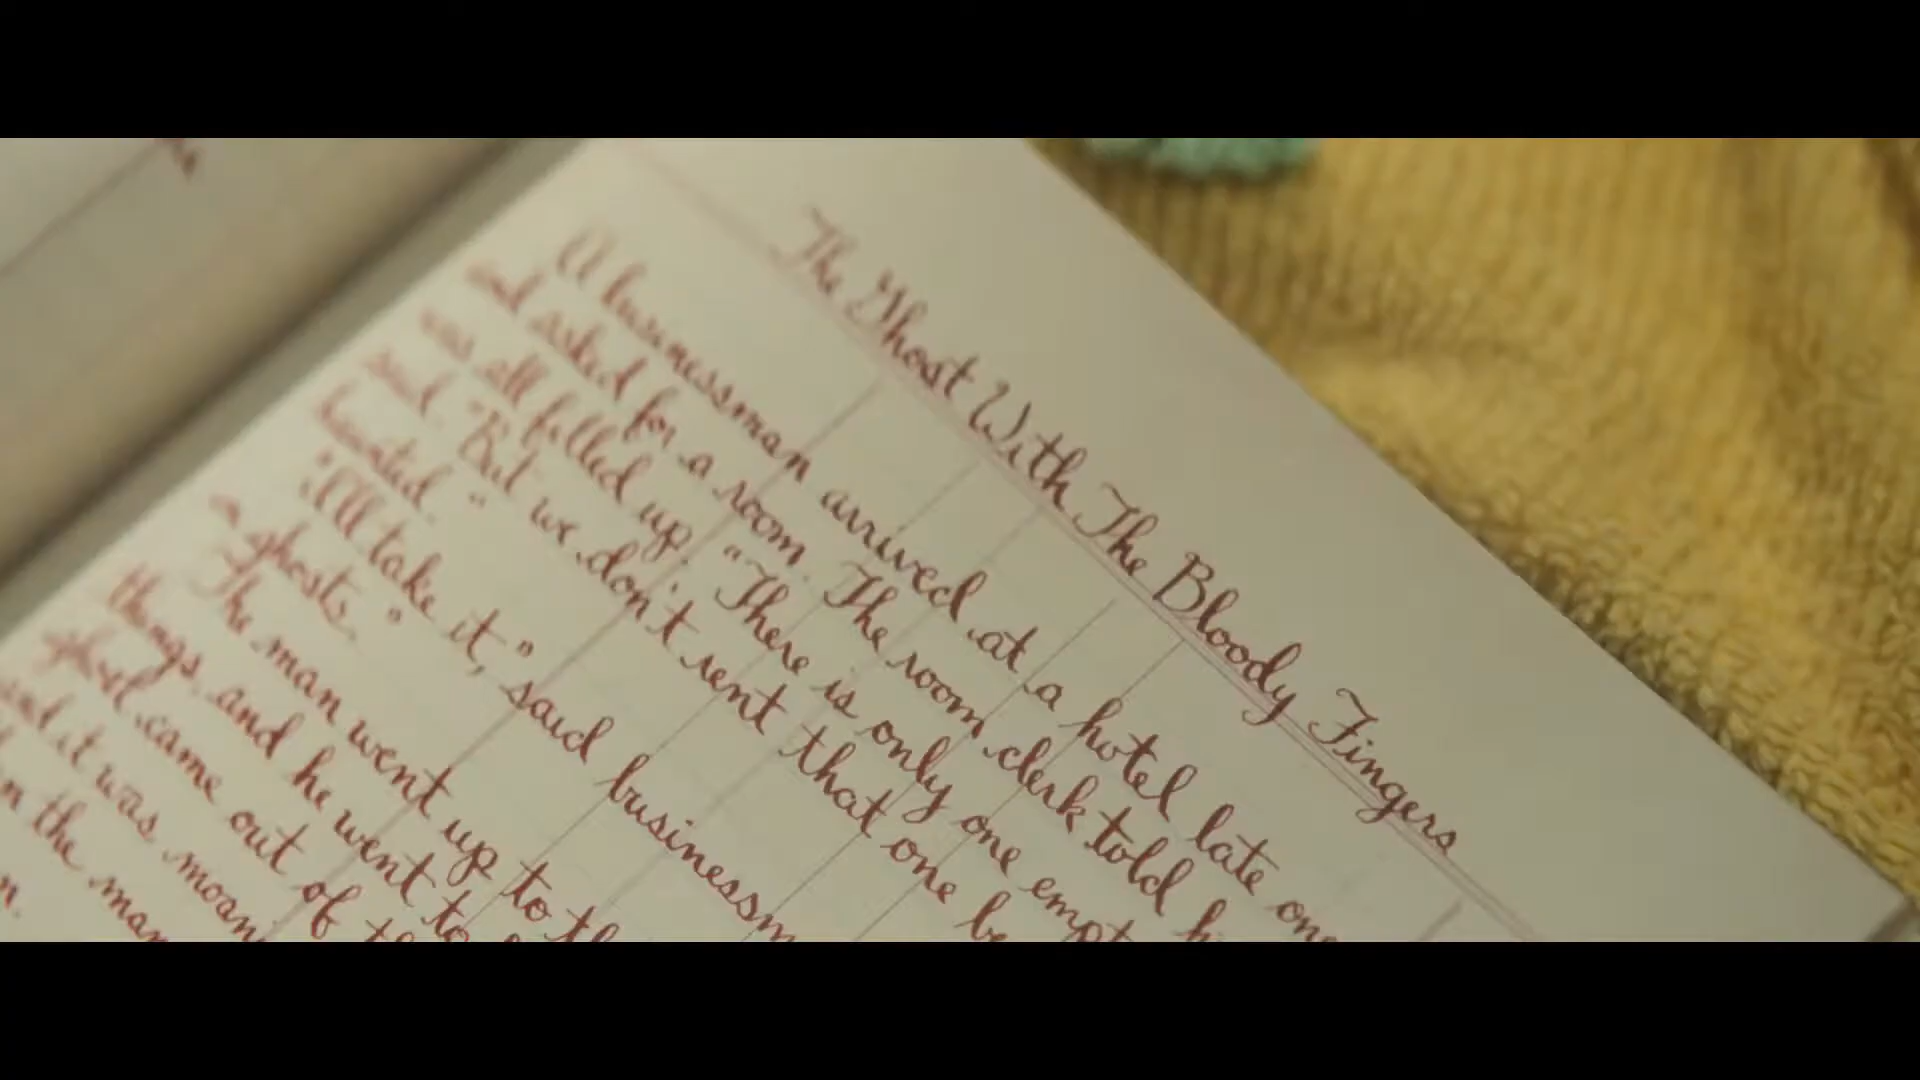 The Ghost With The Bloody Fingers
A businessman arrived at a hotel late one
and asked for a room. The room clerk told h
was all filled up. "There is only one empt
said. "But we don't rent that one be
haunted."
"I'll take it," said businessm
n ghosts."
The man went up to th
things, and he went to
ghost came out of th
and it was moani
n the man
n.